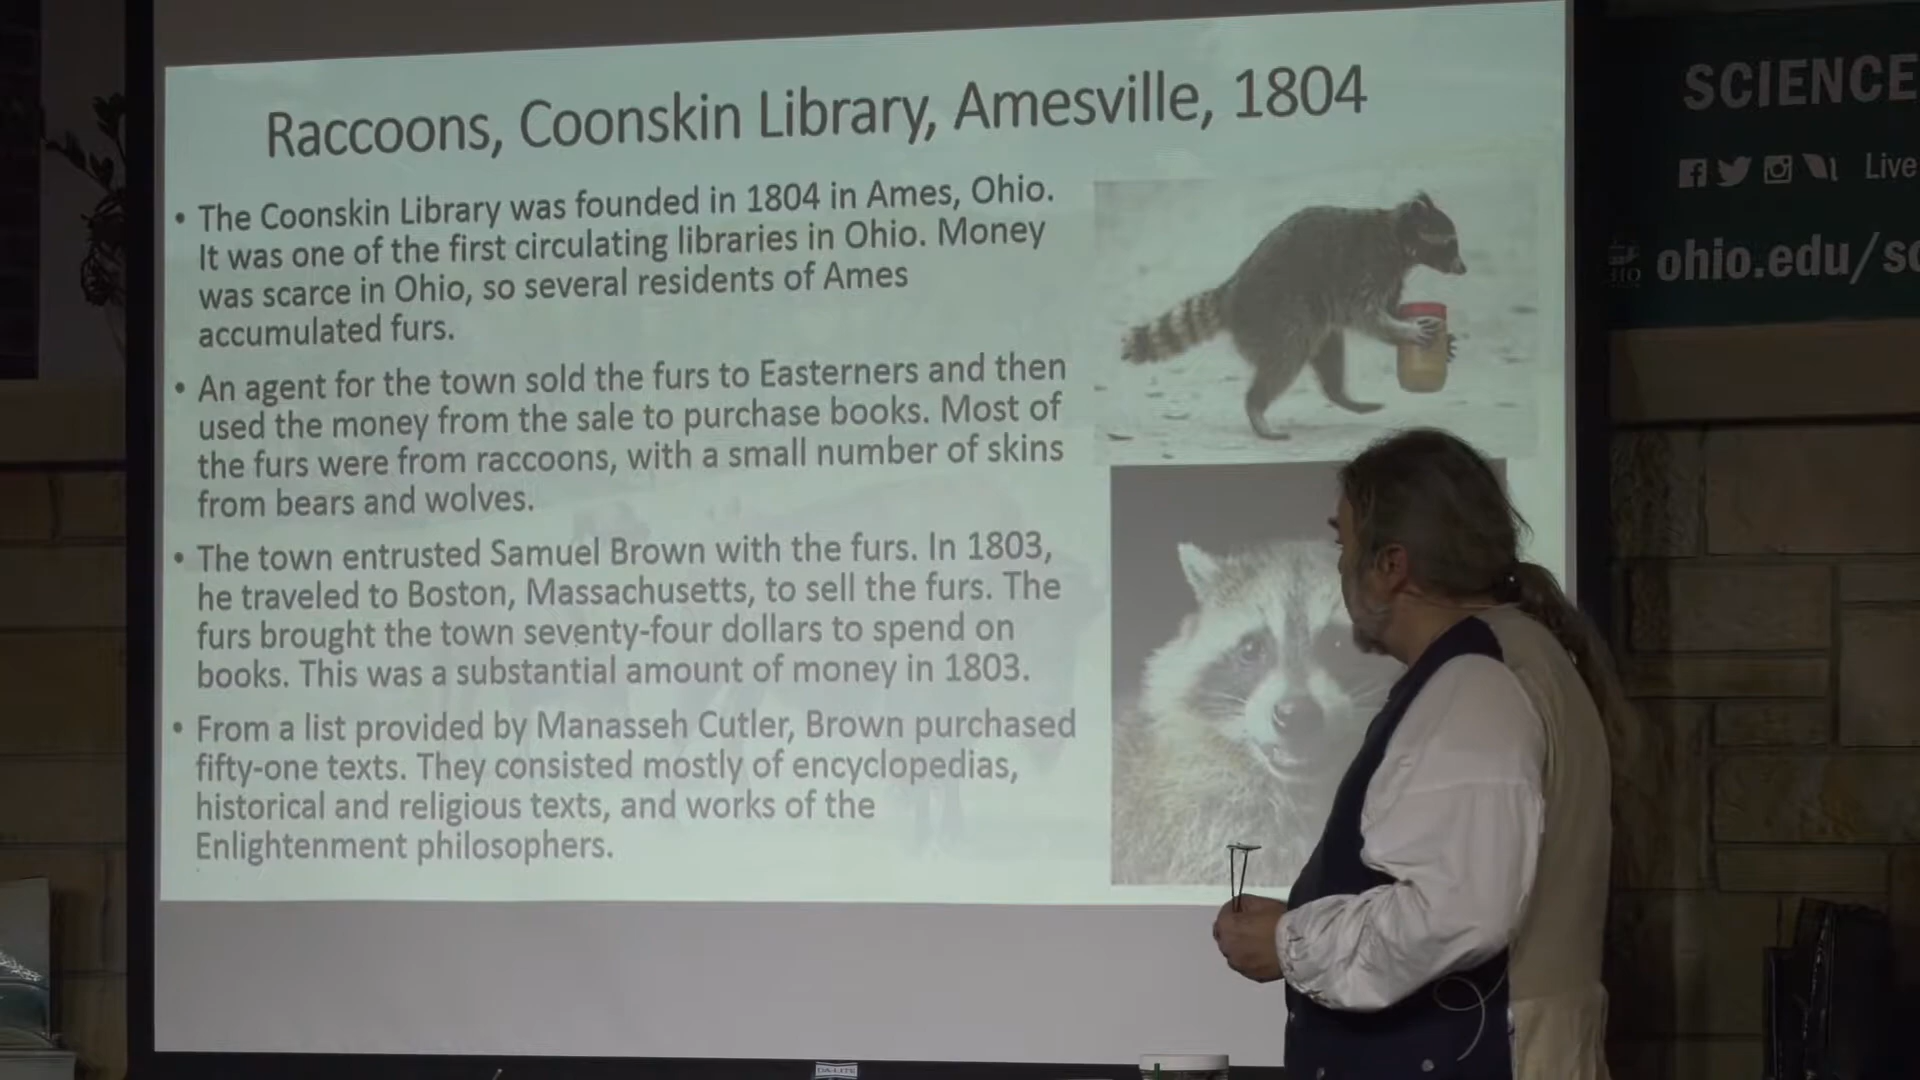 Raccoons, Coonskin Library, Amesville, 1804
• The Coonskin Library was founded in 1804 in Ames, Ohio.
It was one of the first circulating libraries in Ohio. Money
was scarce in Ohio, so several residents of Ames
accumulated furs.
• An agent for the town sold the furs to Easterners and then
used the money from the sale to purchase books. Most of
the furs were from raccoons, with a small number of skins
from bears and wolves.
• The town entrusted Samuel Brown with the furs. In 1803,
he traveled to Boston, Massachusetts, to sell the furs. The
furs brought the town seventy-four dollars to spend on
books. This was a substantial amount of money in 1803.
• From a list provided by Manasseh Cutler, Brown purchased
fifty-one texts. They consisted mostly of encyclopedias,
historical and religious texts, and works of the
Enlightenment philosophers.
SCIENCE
Live
ohio.edu/sc
DA-LITE